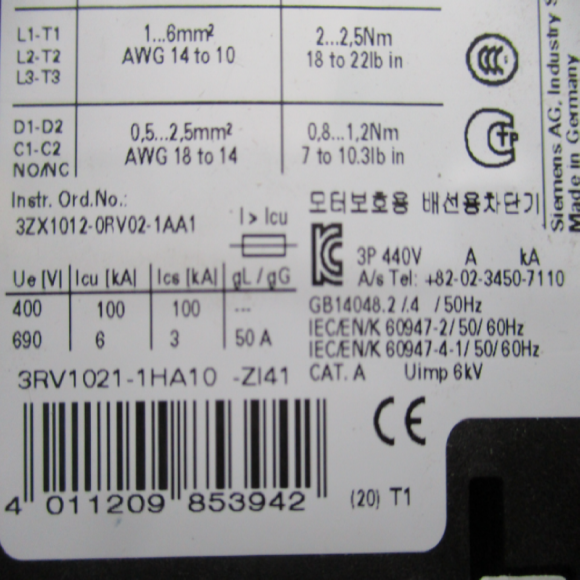 L1-T1 1...6mm² 2...2,5Nm
L2-T2 AWG 14 to 10 18 to 22lb in
L3-T3
D1-D2 0,5...2,5mm² 0,8...1,2Nm
C1-C2 AWG 18 to 14 7 to 10.3lb in
NO/NC
Siemens AG, Industry S
Made in Germany
Instr. Ord.No.:
3ZX1012-0RV02-1AA1
I > Icu
모터보호용 배선용차단기
3P 440V A kA
A/s Tel: +82-02-3450-7110
Ue [V] Icu [kA] Ics [kA] gL / gG
400 100 100 ---
690 6 3 50 A
GB14048.2 /.4 / 50Hz
IEC/EN/K 60947-2/ 50/ 60Hz
IEC/EN/K 60947-4-1/ 50/ 60Hz
CAT. A Uimp 6kV
3RV1021-1HA10 -ZI41
CE
4 011209 853942
(20) T1